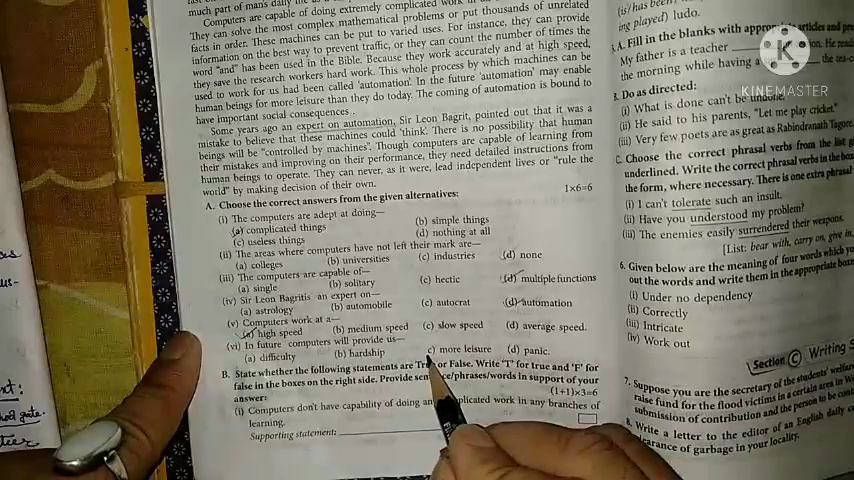 much part of man's daily
Computers are capable of doing extremely complicated work in
They can solve the most complex mathematical problems or put thousands of unrelated
facts in order. These machines can be put to varied uses. For instance, they can provide
information on the best way to prevent traffic, or they can count the number of times the
word "and" has been used in the Bible. Because they work accurately and at high speed,
they save the research workers hard work. This whole process by which machines can be
used to work for us had been called 'automation'. In the future 'automation' may enable
human beings for more leisure than they do today. The coming of automation is bound to
have important social consequences.
Some years ago an expert on automation, Sir Leon Bagrit, pointed out that it was a
mistake to believe that these machines could 'think'. There is no possibility that human
beings will be "controlled by machines". Though computers are capable of learning from
their mistakes and improving on their performance, they need detailed instructions from
human beings to operate. They can never, as it were, lead independent lives or "rule the
world" by making decision of their own.
A. Choose the correct answers from the given alternatives: 1×6=6
(i) The computers are adept at doing—
(a) complicated things (b) simple things
(c) useless things (d) nothing at all
(ii) The areas where computers have not left their mark are—
(a) colleges (b) universities (c) industries (d) none
(iii) The computers are capable of—
(a) single (b) solitary (c) hectic (d) multiple functions
(iv) Sir Leon Bagritis an expert on—
(a) astrology (b) automobile (c) autocrat (d) automation
(v) Computers work at a—
(a) high speed (b) medium speed (c) slow speed (d) average speed.
(vi) In future computers will provide us—
(a) difficulty (b) hardship (c) more leisure (d) panic.
B. State whether the following statements are True or False. Write 'T' for true and 'F' for
false in the boxes on the right side. Provide sentence/phrases/words in support of your
answer: (1+1)×3=6
(i) Computers don't have capability of doing any complicated work in any branches of
learning.
Supporting statement:
(is / has been
ing played) ludo.
A. Fill in the blanks with appropriate articles and
My father is a teacher
the morning while having a the
Do as directed:
(i) What is done can't be undone.
(ii) He said to his parents, "Let me play cricket."
(iii) Very few poets are as great as Rabindranath Tagore.
C. Choose the correct phrasal verbs from the list
underlined. Write the correct phrasal verbs in the
the form, where necessary. There is one extra phrasal
(i) I can't tolerate such an insult.
(ii) Have you understood my problem?
(iii) The enemies easily surrendered their weapons.
[List: bear with, carry on, give in,
6. Given below are the meaning of four words which
out the words and write them in the appropriate
(i) Under no dependency
(ii) Correctly
(iii) Intricate
(iv) Work out
Section C Writing
7. Suppose you are the secretary of the students' welfare
raise fund for the flood victims in a certain area in
submission of contribution and the person to be
8. Write a letter to the editor of an English daily
clearance of garbage in your locality.
KINEMASTER